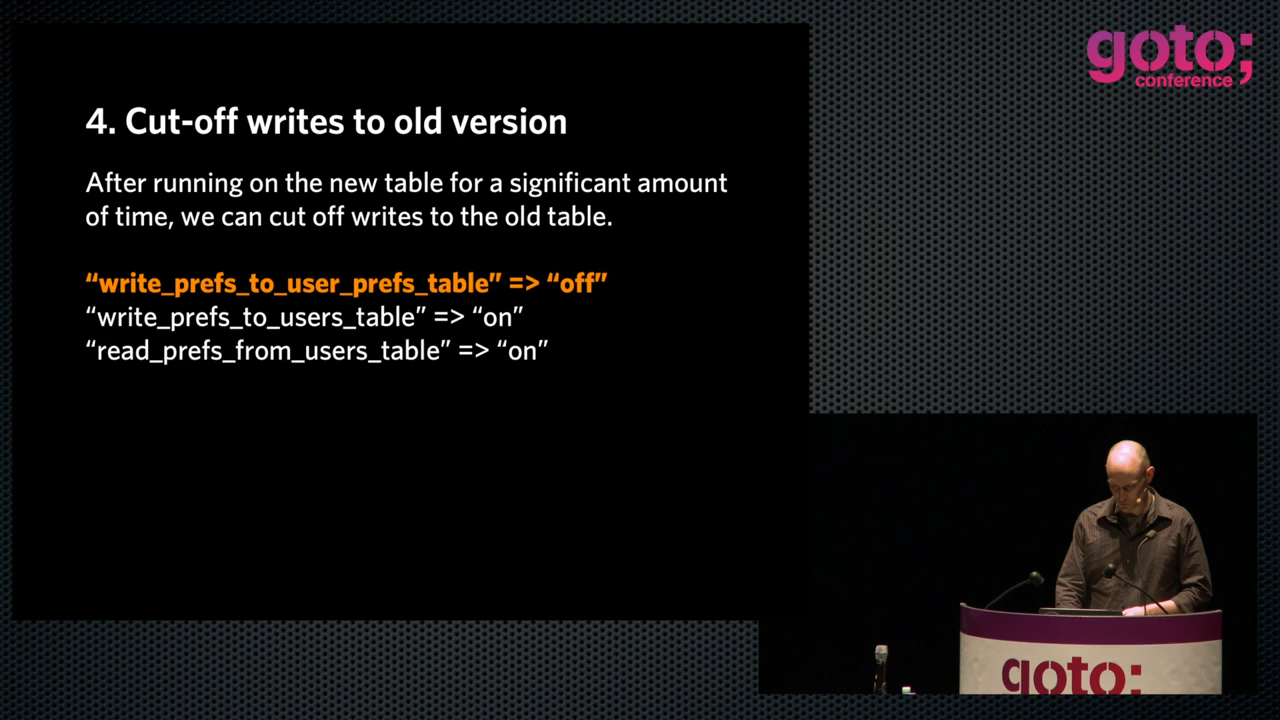 goto;
conference
4. Cut-off writes to old version
After running on the new table for a significant amount
of time, we can cut off writes to the old table.
“write_prefs_to_user_prefs_table” => “off”
“write_prefs_to_users_table” => “on”
“read_prefs_from_users_table” => “on”
goto;